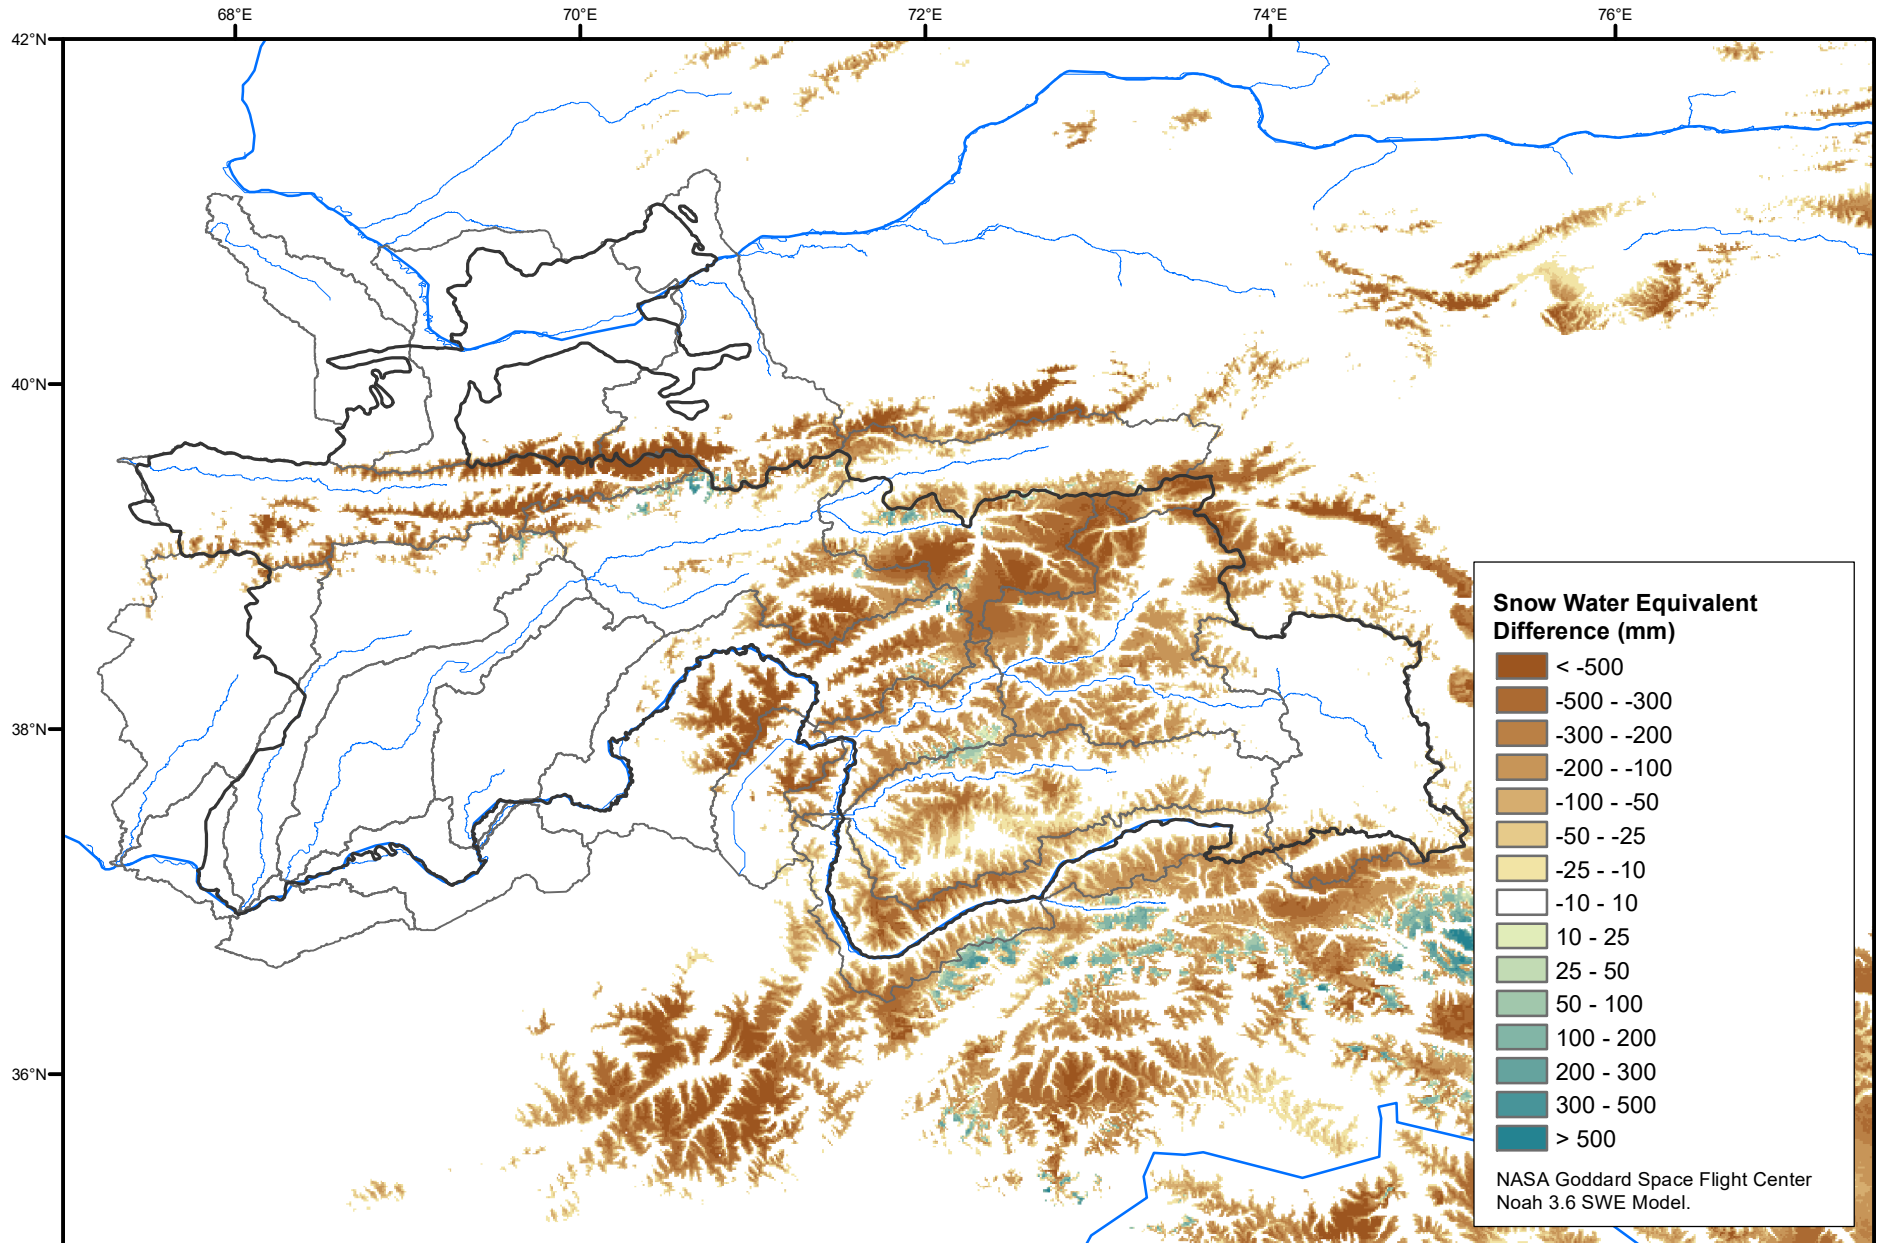 68°E
70°E
72°E
74°E
76°E
42°N
40°N
38°N
36°N
Snow Water Equivalent
Difference (mm)
< -500
-500 - -300
-300 - -200
-200 - -100
-100 - -50
-50 - -25
-25 - -10
-10 - 10
10 - 25
25 - 50
50 - 100
100 - 200
200 - 300
300 - 500
> 500
NASA Goddard Space Flight Center
Noah 3.6 SWE Model.